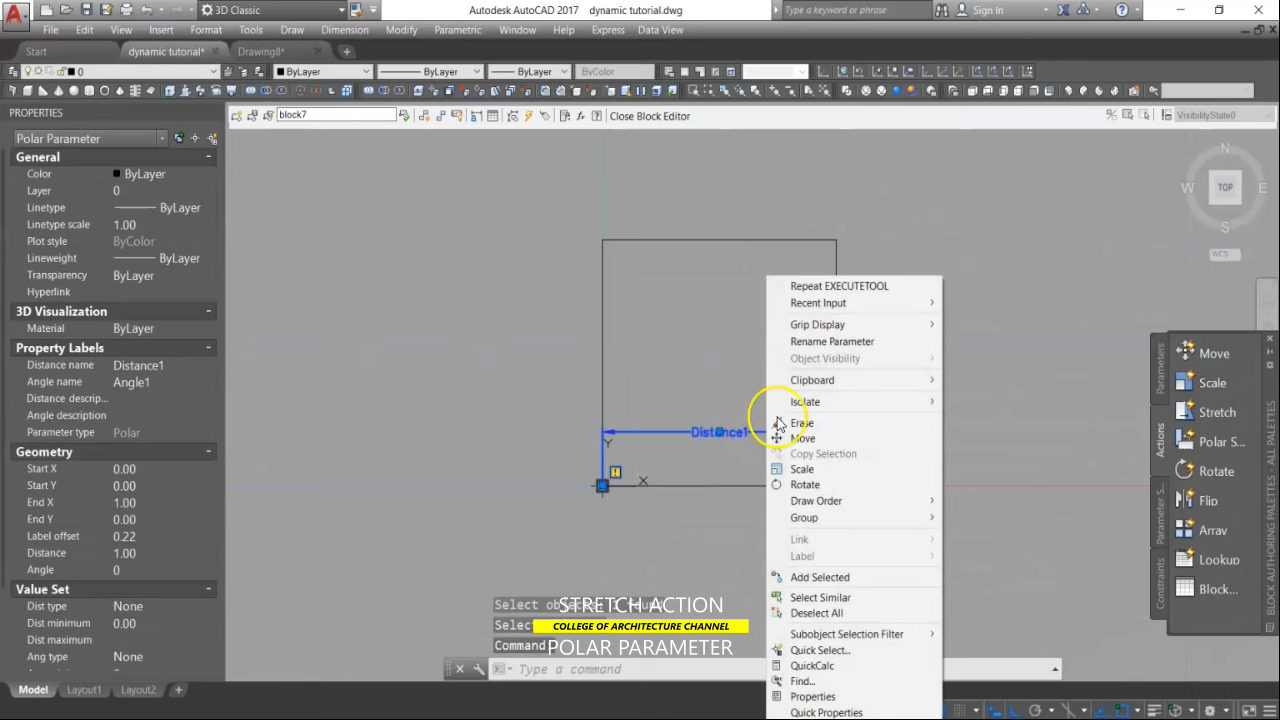 3D Classic
Autodesk AutoCAD 2017 dynamic tutorial.dwg
Type a keyword or phrase
Sign In
File Edit View Insert Format Tools Draw Dimension Modify Parametric Window Help Express Data View
Start
dynamic tutorial*
Drawing8*
0
ByLayer
ByLayer
ByLayer
ByColor
PROPERTIES
block7
Close Block Editor
VisibilityState0
Polar Parameter
General
Color ByLayer
Layer 0
Linetype ByLayer
Linetype scale 1.00
Plot style ByColor
Lineweight ByLayer
Transparency ByLayer
Hyperlink
3D Visualization
Material ByLayer
Property Labels
Distance name Distance1
Angle name Angle1
Distance descrip...
Angle description
Parameter type Polar
Geometry
Start X 0.00
Start Y 0.00
End X 1.00
End Y 0.00
Label offset 0.22
Distance 1.00
Angle 0
Value Set
Dist type None
Dist minimum
Dist maximum
Ang type None
N
W TOP E
S
WCS
Distance1
Y
X
!
Repeat EXECUTETOOL
Recent Input
Grip Display
Rename Parameter
Object Visibility
Clipboard
Isolate
Erase
Move
Copy Selection
Scale
Rotate
Draw Order
Group
Link
Label
Add Selected
Select Similar
Deselect All
Subobject Selection Filter
Quick Select...
QuickCalc
Find...
Properties
Quick Properties
Parameters
Actions
Parameter S...
Constraints
Move
Scale
Stretch
Polar S...
Rotate
Flip
Array
Lookup
Block...
BLOCK AUTHORING PALETTES - ALL PALETTES
STRETCH ACTION
COLLEGE OF ARCHITECTURE CHANNEL
POLAR PARAMETER
Type a command
Model Layout1 Layout2